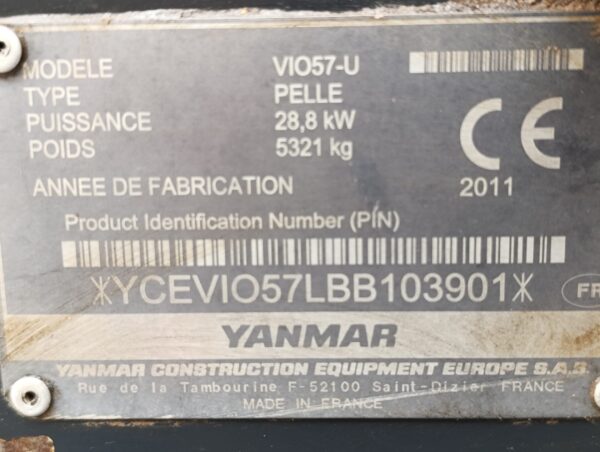 MODELE VIO57-U
TYPE PELLE
PUISSANCE 28,8 kW
POIDS 5321 kg
CE
ANNEE DE FABRICATION 2011
Product Identification Number (PIN)
*YCEVIO57LBB103901*
FR
YANMAR
YANMAR CONSTRUCTION EQUIPMENT EUROPE S.A.S.
Rue de la Tambourine F-52100 Saint-Dizier FRANCE
MADE IN FRANCE